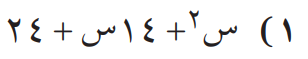 ١) س٢ + ١٤س + ٢٤